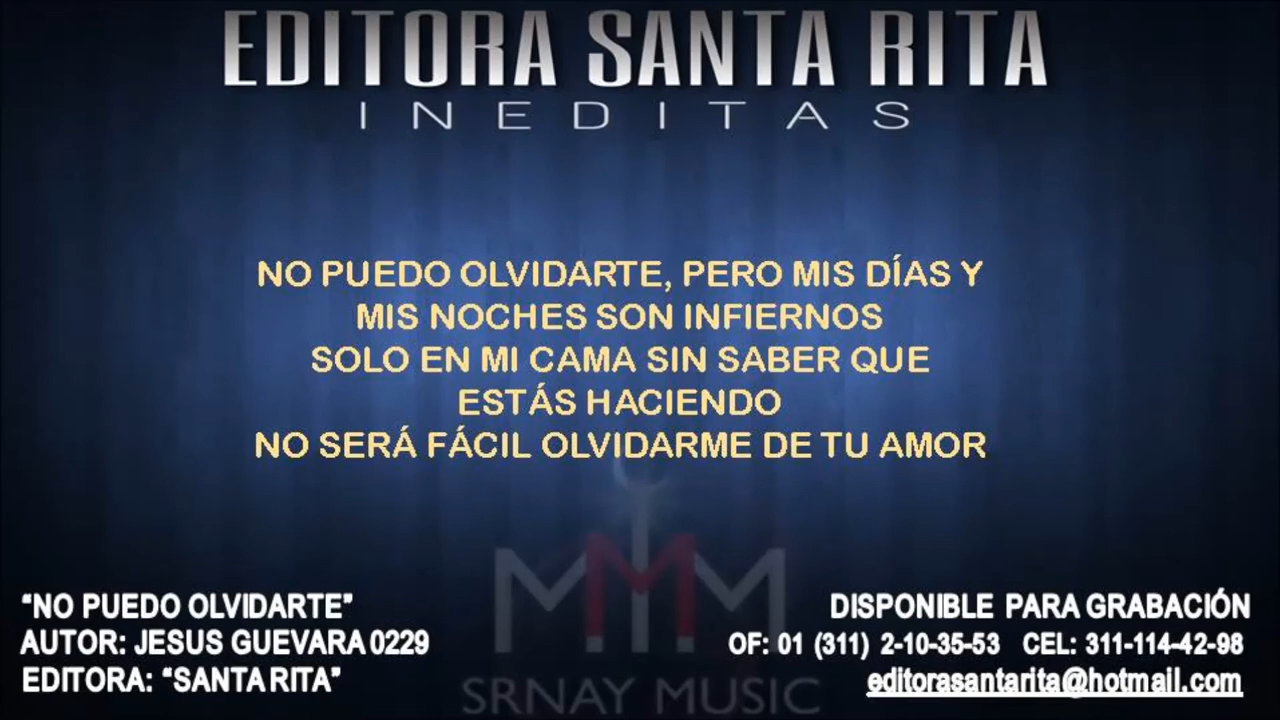 EDITORA SANTA RITA
INEDITAS
NO PUEDO OLVIDARTE, PERO MIS DÍAS Y
MIS NOCHES SON INFIERNOS
SOLO EN MI CAMA SIN SABER QUE
ESTÁS HACIENDO
NO SERÁ FÁCIL OLVIDARME DE TU AMOR
SRNAY MUSIC
“NO PUEDO OLVIDARTE”
AUTOR: JESUS GUEVARA 0229
EDITORA: “SANTA RITA”
DISPONIBLE PARA GRABACIÓN
OF: 01 (311) 2-10-35-53 CEL: 311-114-42-98
editorasantarita@hotmail.com